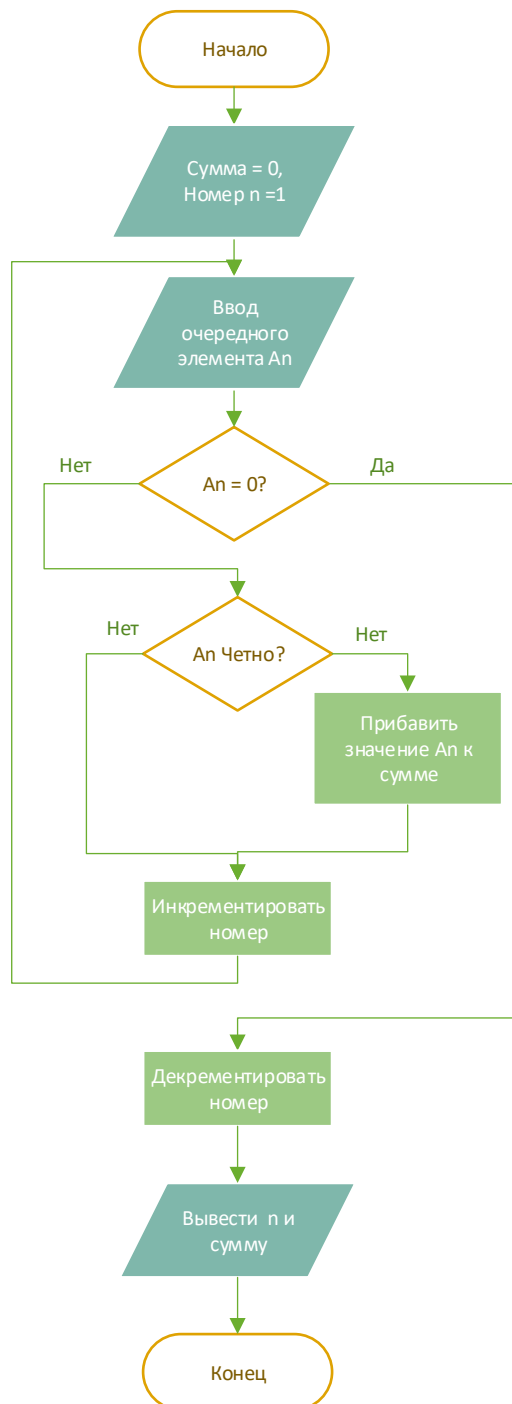 Начало
Сумма = 0,
Номер n =1
Ввод
очередного
элемента An
Нет
Да
An = 0?
Нет
Нет
An Четно?
Прибавить
значение An к
сумме
Инкрементировать
номер
Декрементировать
номер
Вывести n и
сумму
Конец